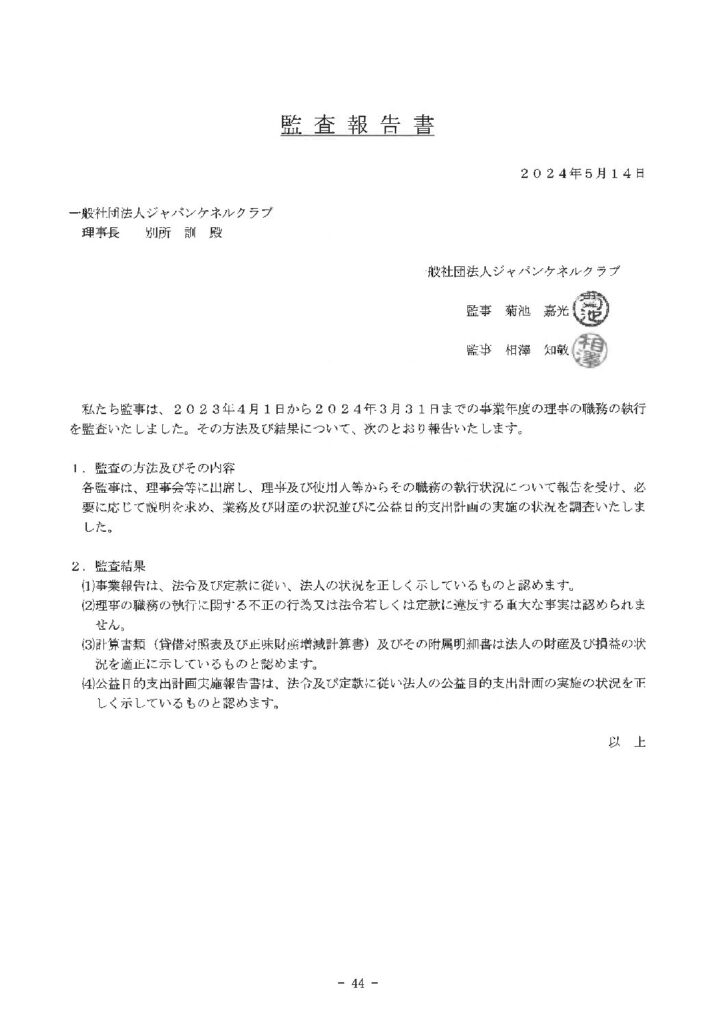 監査報告書
２０２４年５月１４日
一般社団法人ジャパンケネルクラブ
理事長　　別所　訓　殿
一般社団法人ジャパンケネルクラブ
監事　菊池　嘉光 菊池
監事　相澤　知敏 相澤
私たち監事は、２０２３年４月１日から２０２４年３月３１日までの事業年度の理事の職務の執行
を監査いたしました。その方法及び結果について、次のとおり報告いたします。
１．監査の方法及びその内容
各監事は、理事会等に出席し、理事及び使用人等からその職務の執行状況について報告を受け、必
要に応じて説明を求め、業務及び財産の状況並びに公益目的支出計画の実施の状況を調査いたしま
した。
２．監査結果
⑴事業報告は、法令及び定款に従い、法人の状況を正しく示しているものと認めます。
⑵理事の職務の執行に関する不正の行為又は法令若しくは定款に違反する重大な事実は認められま
せん。
⑶計算書類（貸借対照表及び正味財産増減計算書）及びその附属明細書は法人の財産及び損益の状
況を適正に示しているものと認めます。
⑷公益目的支出計画実施報告書は、法令及び定款に従い法人の公益目的支出計画の実施の状況を正
しく示しているものと認めます。
以　上
- 44 -